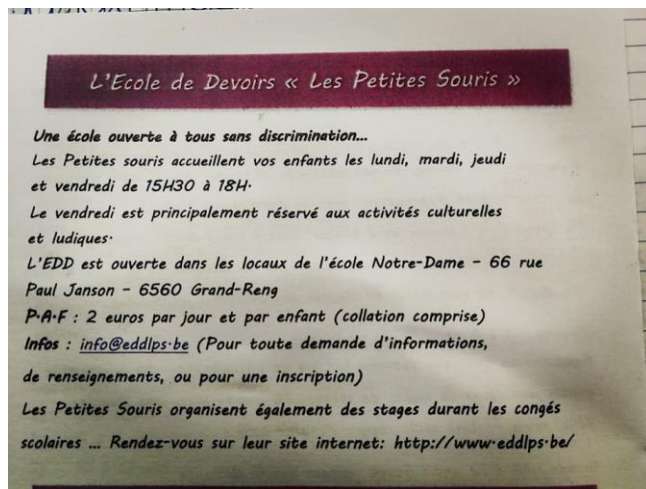 L'Ecole de Devoirs « Les Petites Souris »
Une école ouverte à tous sans discrimination...
Les Petites souris accueillent vos enfants les lundi, mardi, jeudi
et vendredi de 15H30 à 18H.
Le vendredi est principalement réservé aux activités culturelles
et ludiques.
L'EDD est ouverte dans les locaux de l'école Notre-Dame - 66 rue
Paul Janson - 6560 Grand-Reng
P.A.F : 2 euros par jour et par enfant (collation comprise)
Infos : info@eddlps.be (Pour toute demande d'informations,
de renseignements, ou pour une inscription)
Les Petites Souris organisent également des stages durant les congés
scolaires ... Rendez-vous sur leur site internet: http://www.eddlps.be/